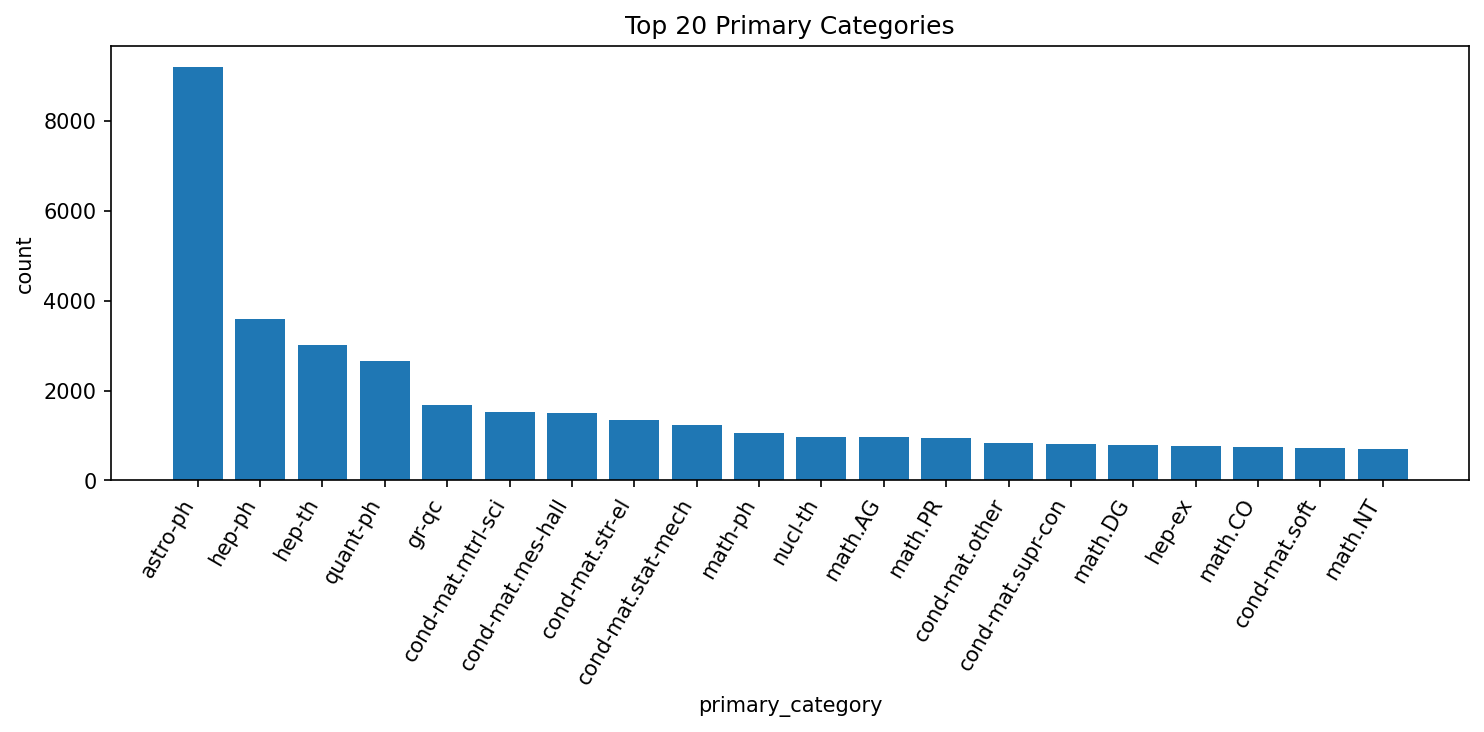 Top 20 Primary Categories
count
8000
6000
4000
2000
0
astro-ph
hep-ph
hep-th
quant-ph
gr-qc
cond-mat.mtrl-sci
cond-mat.mes-hall
cond-mat.str-el
cond-mat.stat-mech
math-ph
nucl-th
math.AG
math.PR
cond-mat.other
cond-mat.supr-con
math.DG
hep-ex
math.CO
cond-mat.soft
math.NT
primary_category